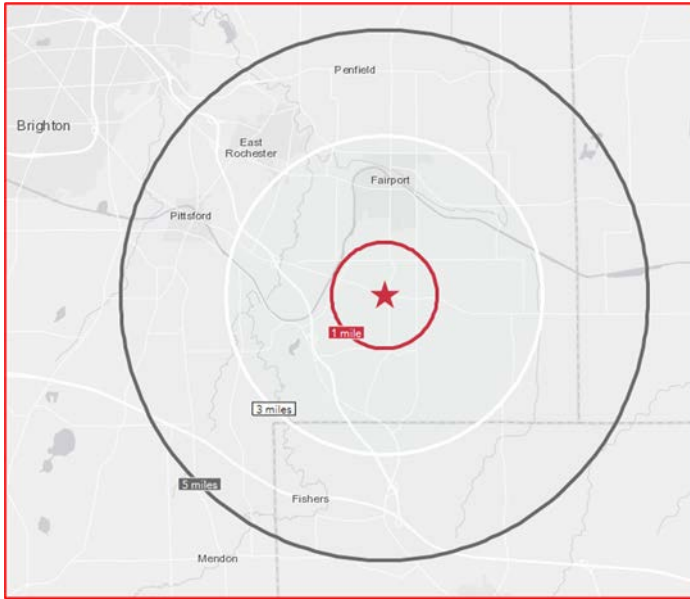 Penfield
Brighton
East
Rochester
Fairport
Pittsford
1 mile
3 miles
5 miles
Fishers
Mendon